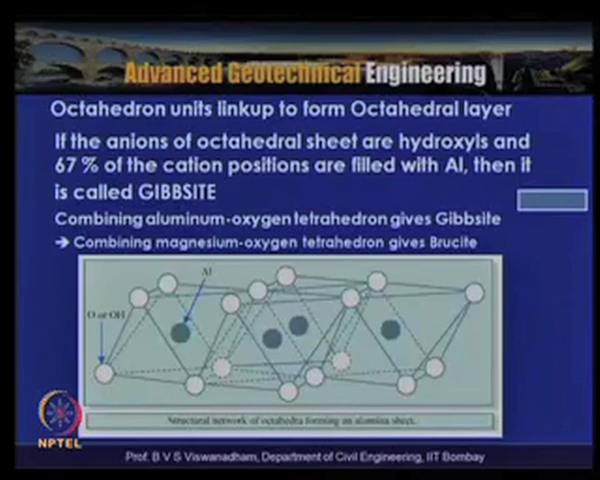 Advanced Geotechnical Engineering
Octahedron units linkup to form Octahedral layer
If the anions of octahedral sheet are hydroxyls and
67 % of the cation positions are filled with Al, then it
is called GIBBSITE
Combining aluminum-oxygen tetrahedron gives Gibbsite
➔ Combining magnesium-oxygen tetrahedron gives Brucite
Al
O or OH
Structural network of octahedra forming an alumina sheet.
NPTEL
Prof. B V S Viswanadham, Department of Civil Engineering, IIT Bombay